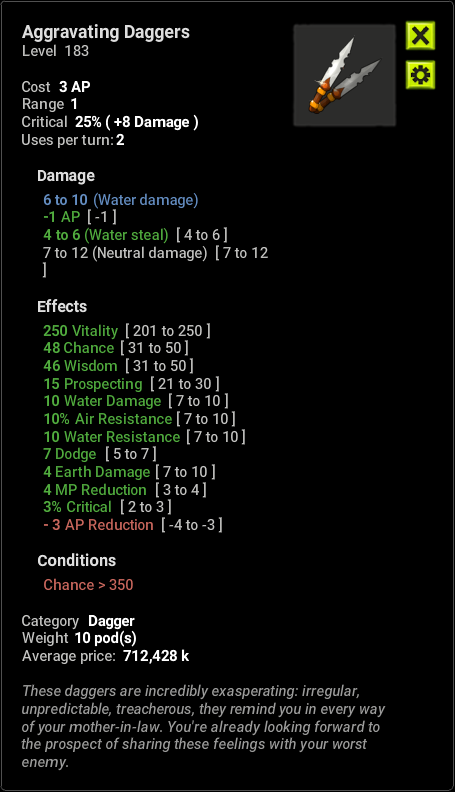 Aggravating Daggers
Level 183
Cost 3 AP
Range 1
Critical 25% ( +8 Damage )
Uses per turn: 2
Damage
6 to 10 (Water damage)
-1 AP [ -1 ]
4 to 6 (Water steal) [ 4 to 6 ]
7 to 12 (Neutral damage) [ 7 to 12
]
Effects
250 Vitality [ 201 to 250 ]
48 Chance [ 31 to 50 ]
46 Wisdom [ 31 to 50 ]
15 Prospecting [ 21 to 30 ]
10 Water Damage [ 7 to 10 ]
10% Air Resistance [ 7 to 10 ]
10 Water Resistance [ 7 to 10 ]
7 Dodge [ 5 to 7 ]
4 Earth Damage [ 7 to 10 ]
4 MP Reduction [ 3 to 4 ]
3% Critical [ 2 to 3 ]
- 3 AP Reduction [ -4 to -3 ]
Conditions
Chance > 350
Category Dagger
Weight 10 pod(s)
Average price: 712,428 k
These daggers are incredibly exasperating: irregular,
unpredictable, treacherous, they remind you in every way
of your mother-in-law. You're already looking forward to
the prospect of sharing these feelings with your worst
enemy.